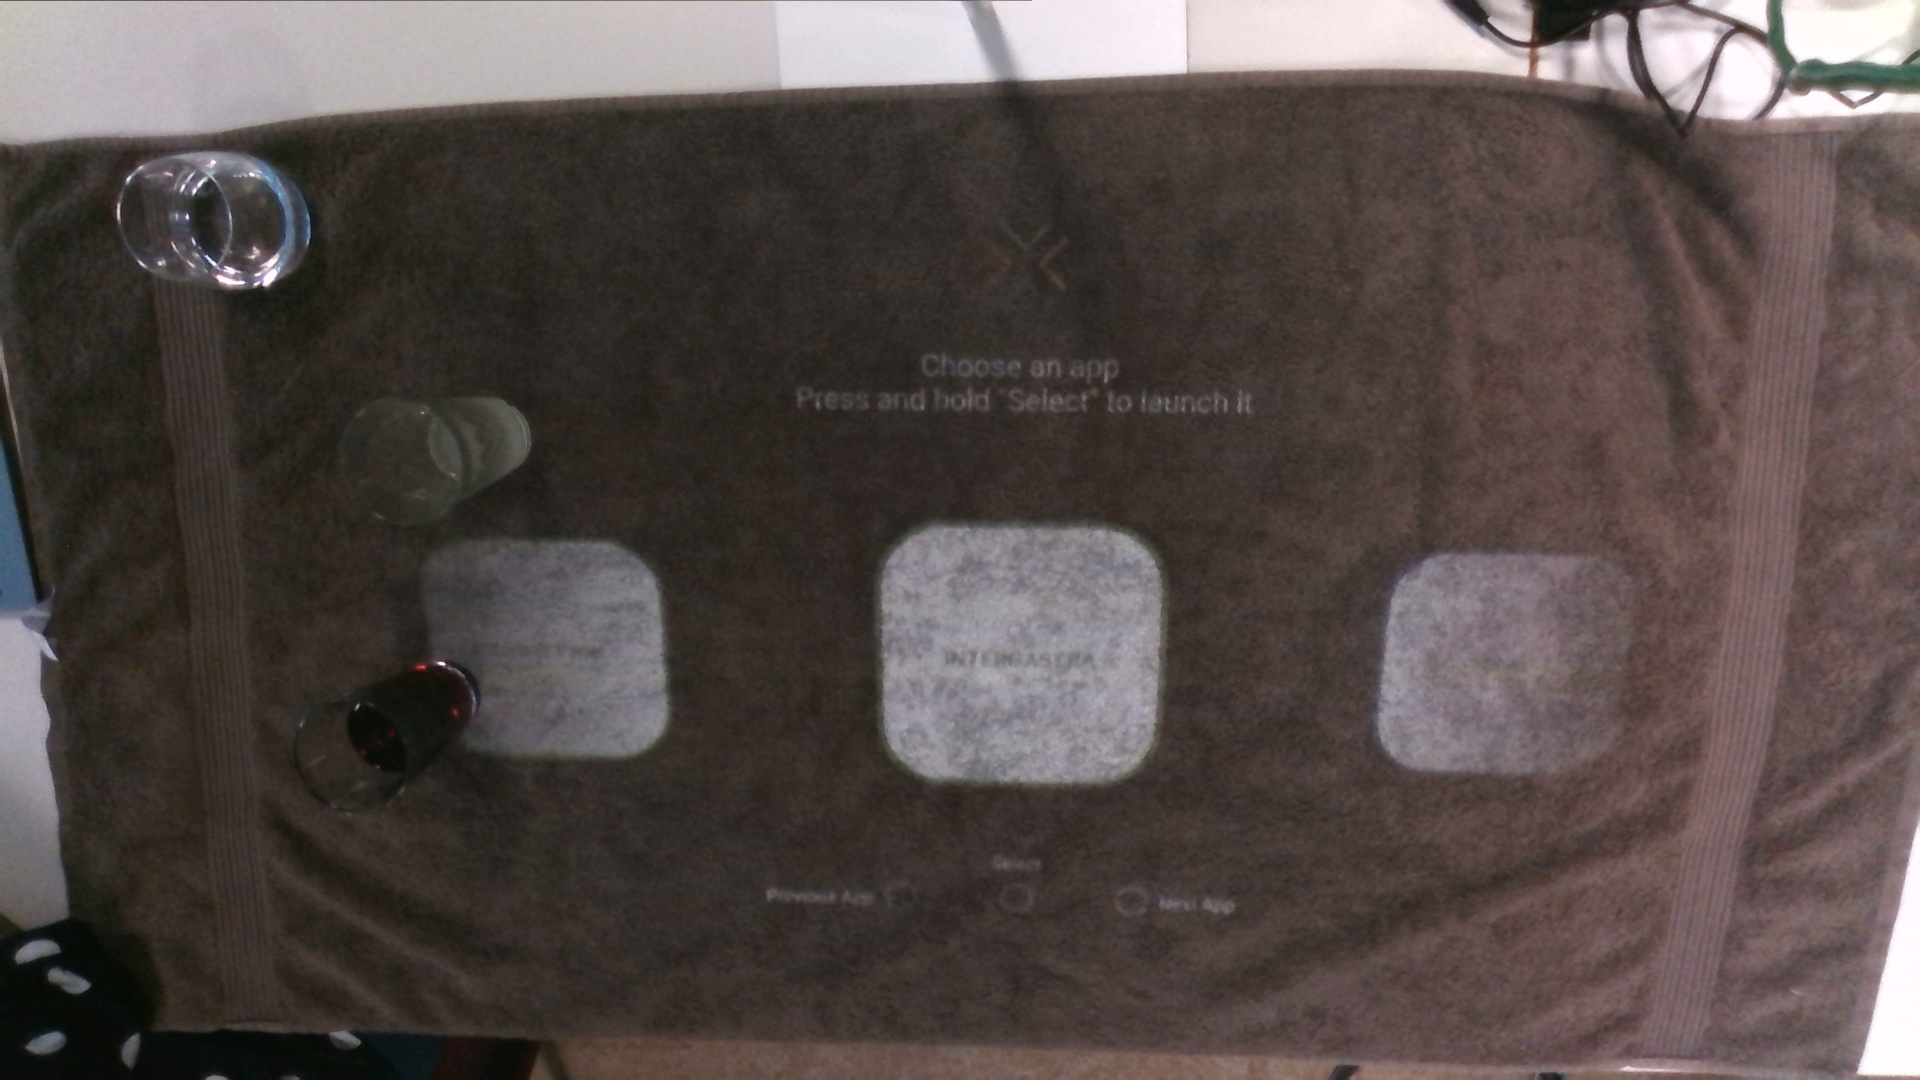 Choose an app
Press and hold "Select" to launch it
INTERGASTRA
Select
Previous App
Next App